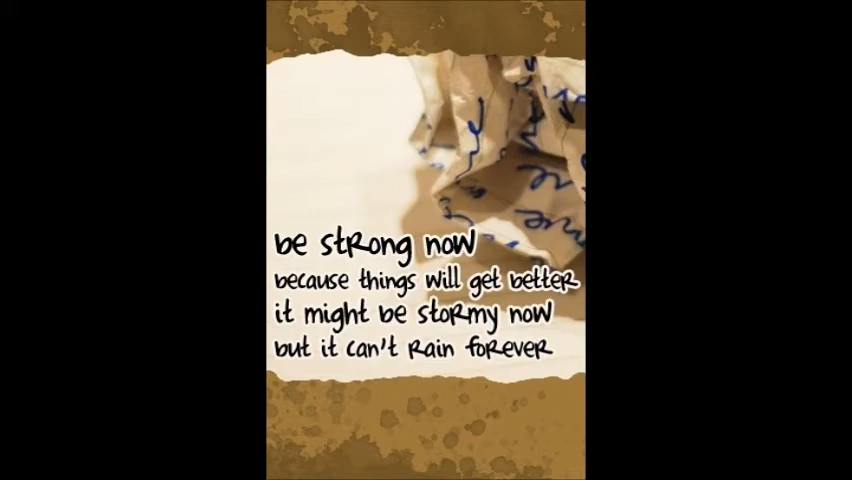 be strong now
because things will get better
it might be stormy now
but it can't rain forever